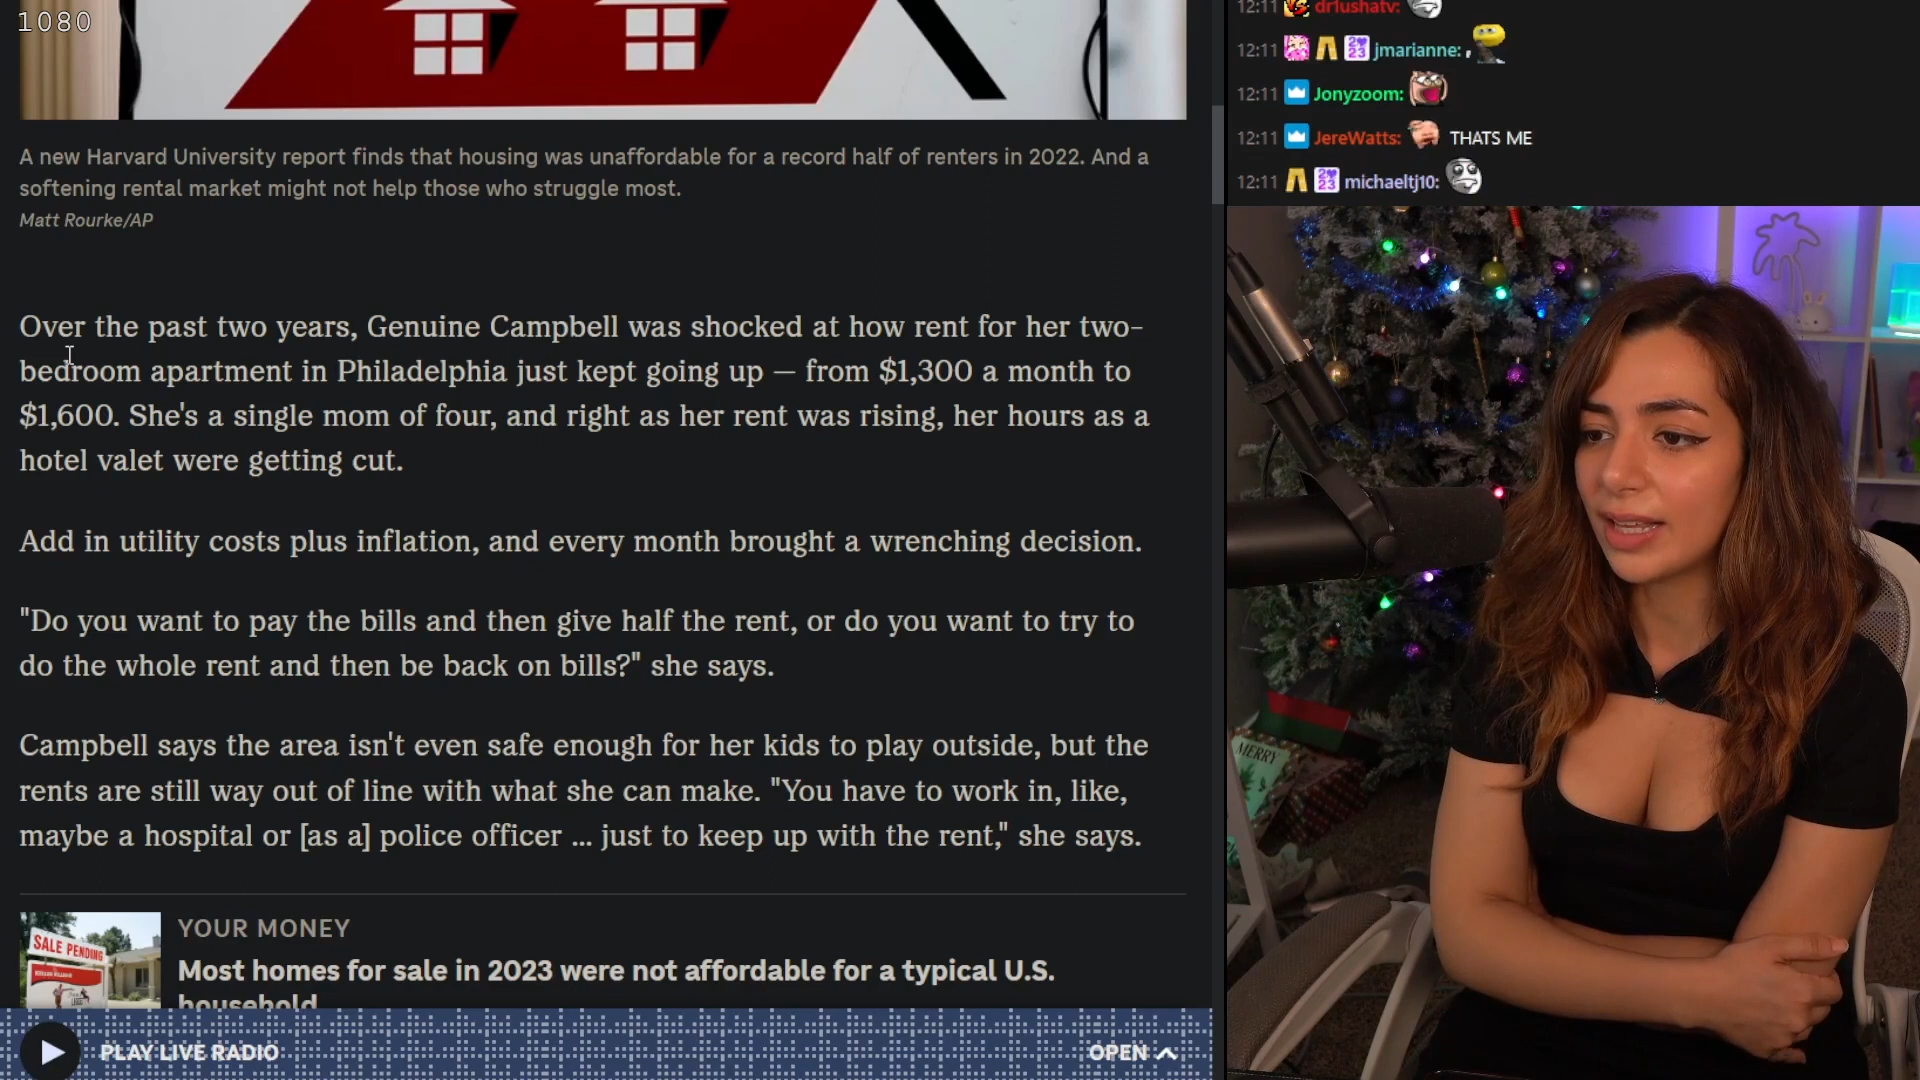 1080
A new Harvard University report finds that housing was unaffordable for a record half of renters in 2022. And a
softening rental market might not help those who struggle most.
Matt Rourke/AP
Over the past two years, Genuine Campbell was shocked at how rent for her two-
bedroom apartment in Philadelphia just kept going up — from $1,300 a month to
$1,600. She's a single mom of four, and right as her rent was rising, her hours as a
hotel valet were getting cut.
Add in utility costs plus inflation, and every month brought a wrenching decision.
"Do you want to pay the bills and then give half the rent, or do you want to try to
do the whole rent and then be back on bills?" she says.
Campbell says the area isn't even safe enough for her kids to play outside, but the
rents are still way out of line with what she can make. "You have to work in, like,
maybe a hospital or [as a] police officer ... just to keep up with the rent," she says.
SALE PENDING
YOUR MONEY
Most homes for sale in 2023 were not affordable for a typical U.S.
household
PLAY LIVE RADIO
OPEN
12:11 dr1ushatv:
12:11 2023 jmarianne: ,
12:11 Jonyzoom:
12:11 JereWatts: THATS ME
12:11 2023 michaeltj10:
MERRY